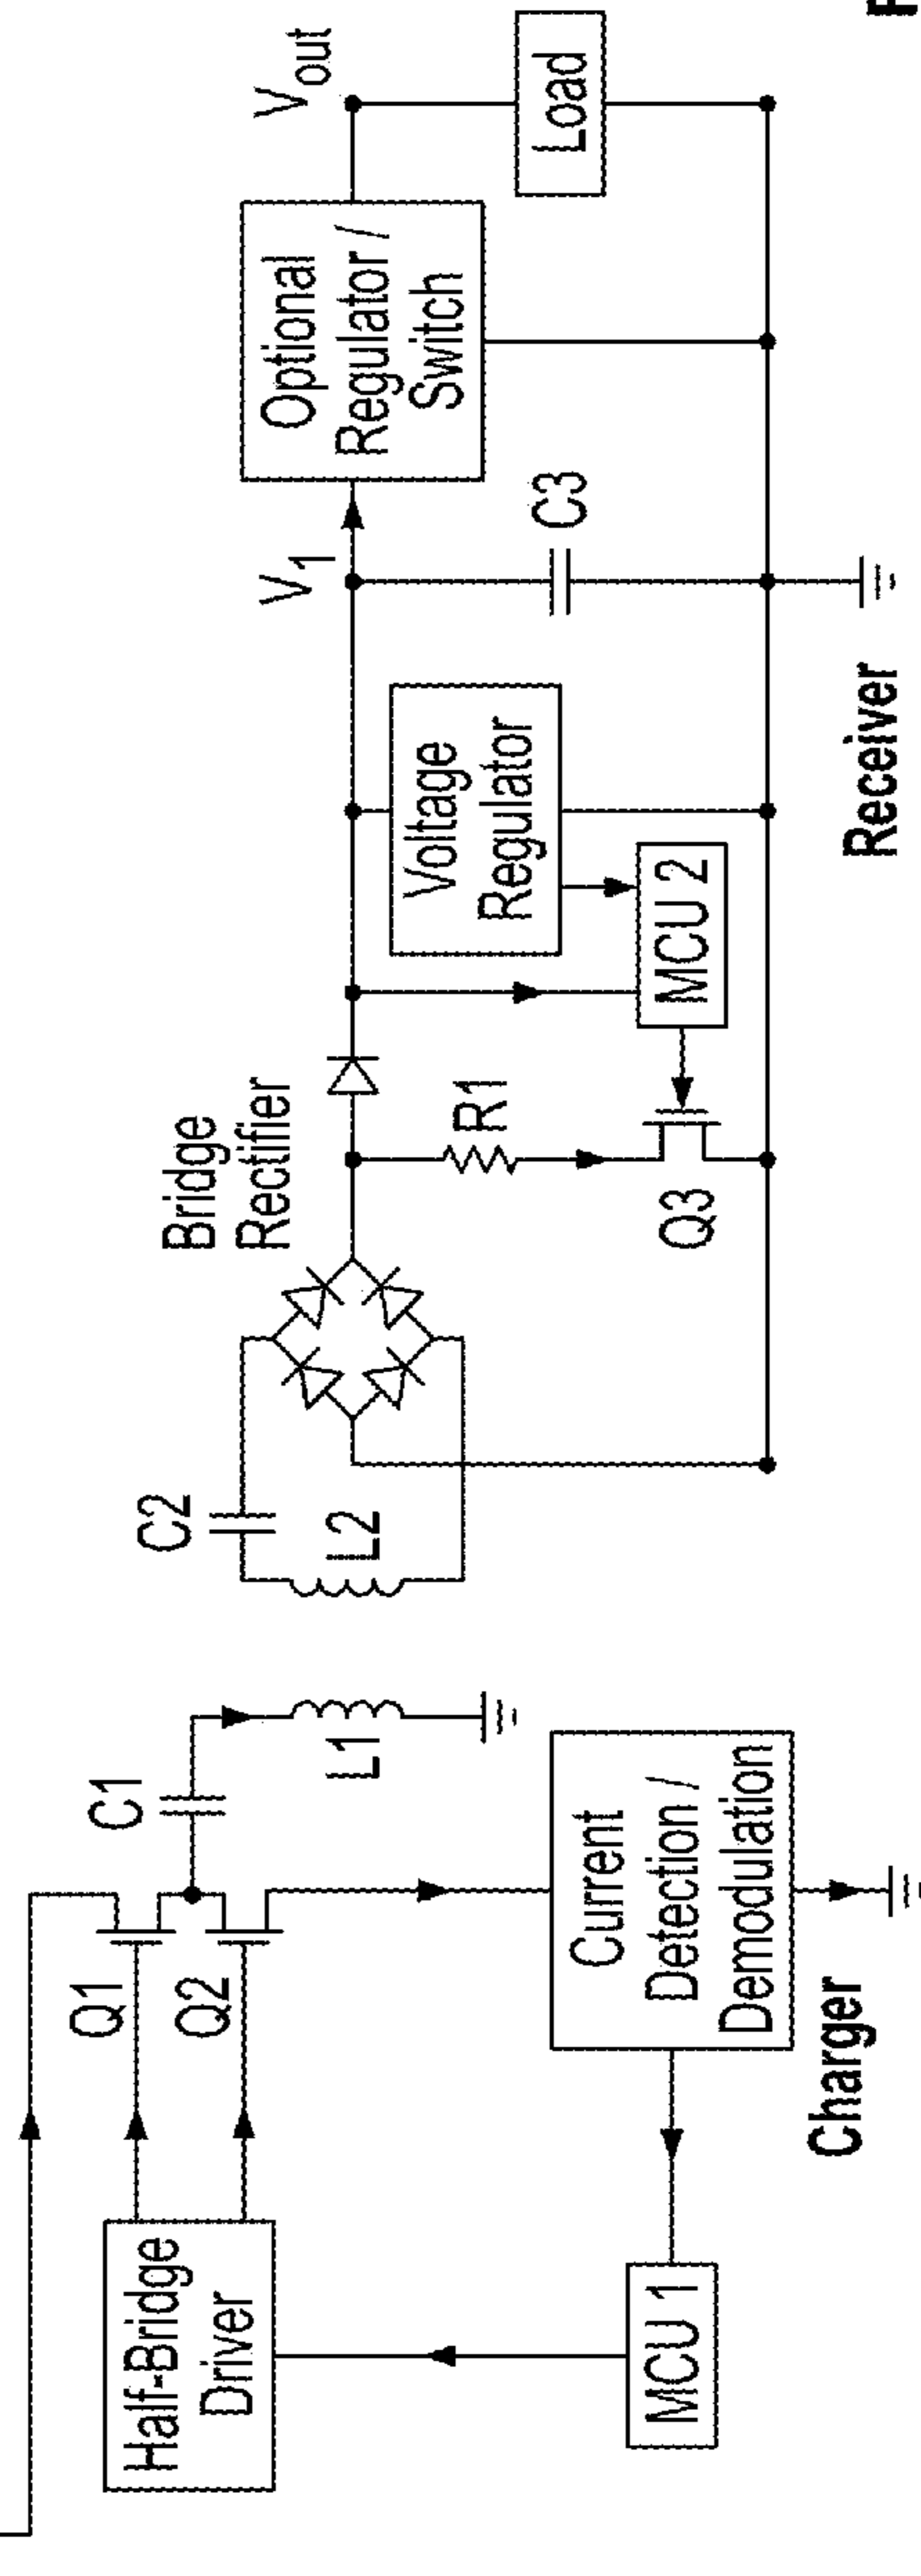 Half-Bridge
Driver
MCU 1
Q1
Q2
C1
L1
Current
Detection /
Demodulation
Charger
C2
L2
Bridge
Rectifier
R1
Q3
MCU 2
Voltage
Regulator
V1
C3
Optional
Regulator /
Switch
Vout
Load
Receiver